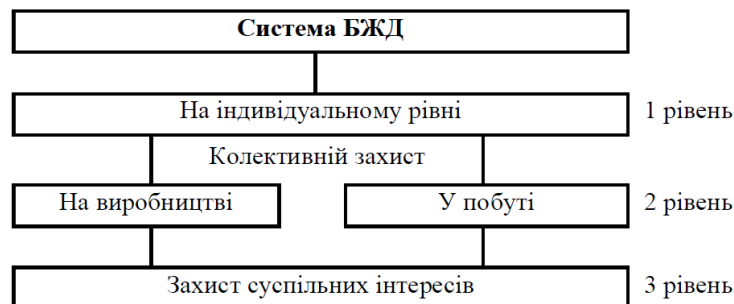 Система БЖД
На індивідуальному рівні 1 рівень
Колективній захист
На виробництві У побуті 2 рівень
Захист суспільних інтересів 3 рівень